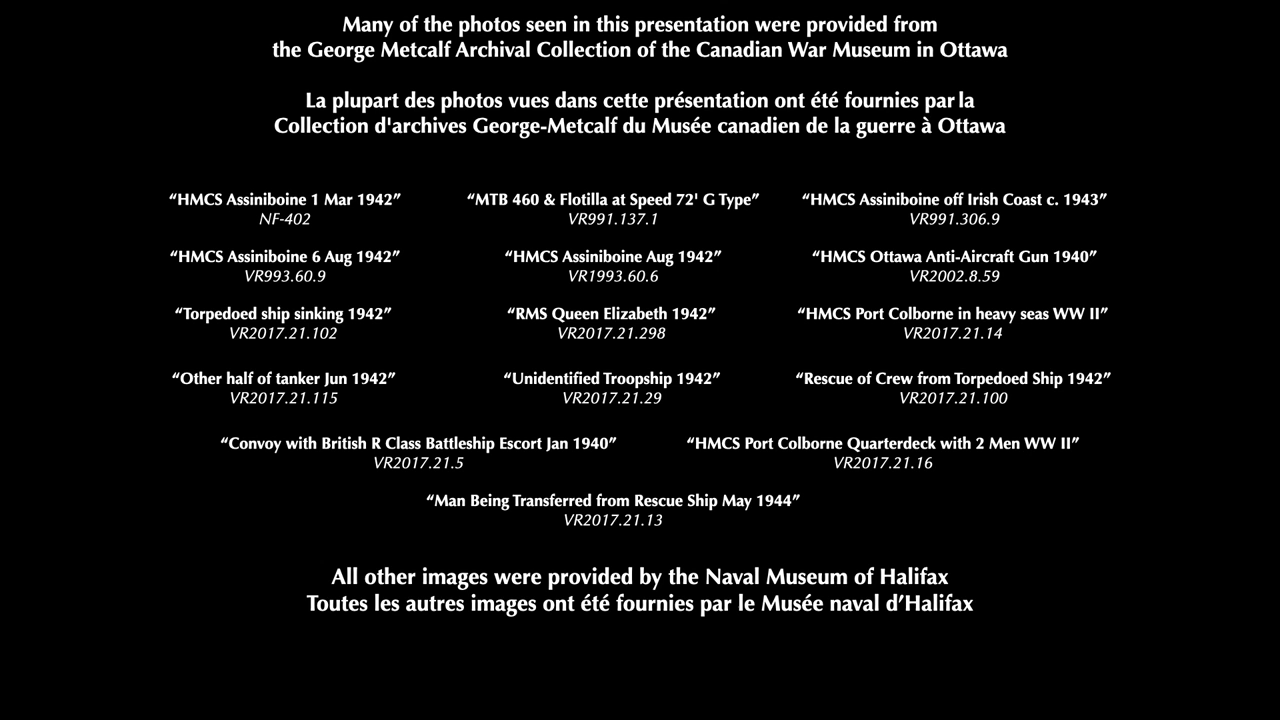 Many of the photos seen in this presentation were provided from
the George Metcalf Archival Collection of the Canadian War Museum in Ottawa
La plupart des photos vues dans cette présentation ont été fournies par la
Collection d'archives George-Metcalf du Musée canadien de la guerre à Ottawa
“HMCS Assiniboine 1 Mar 1942”
NF-402
“MTB 460 & Flotilla at Speed 72' G Type”
VR991.137.1
“HMCS Assiniboine off Irish Coast c. 1943”
VR991.306.9
“HMCS Assiniboine 6 Aug 1942”
VR993.60.9
“HMCS Assiniboine Aug 1942”
VR1993.60.6
“HMCS Ottawa Anti-Aircraft Gun 1940”
VR2002.8.59
“Torpedoed ship sinking 1942”
VR2017.21.102
“RMS Queen Elizabeth 1942”
VR2017.21.298
“HMCS Port Colborne in heavy seas WW II”
VR2017.21.14
“Other half of tanker Jun 1942”
VR2017.21.115
“Unidentified Troopship 1942”
VR2017.21.29
“Rescue of Crew from Torpedoed Ship 1942”
VR2017.21.100
“Convoy with British R Class Battleship Escort Jan 1940”
VR2017.21.5
“HMCS Port Colborne Quarterdeck with 2 Men WW II”
VR2017.21.16
“Man Being Transferred from Rescue Ship May 1944”
VR2017.21.13
All other images were provided by the Naval Museum of Halifax
Toutes les autres images ont été fournies par le Musée naval d’Halifax